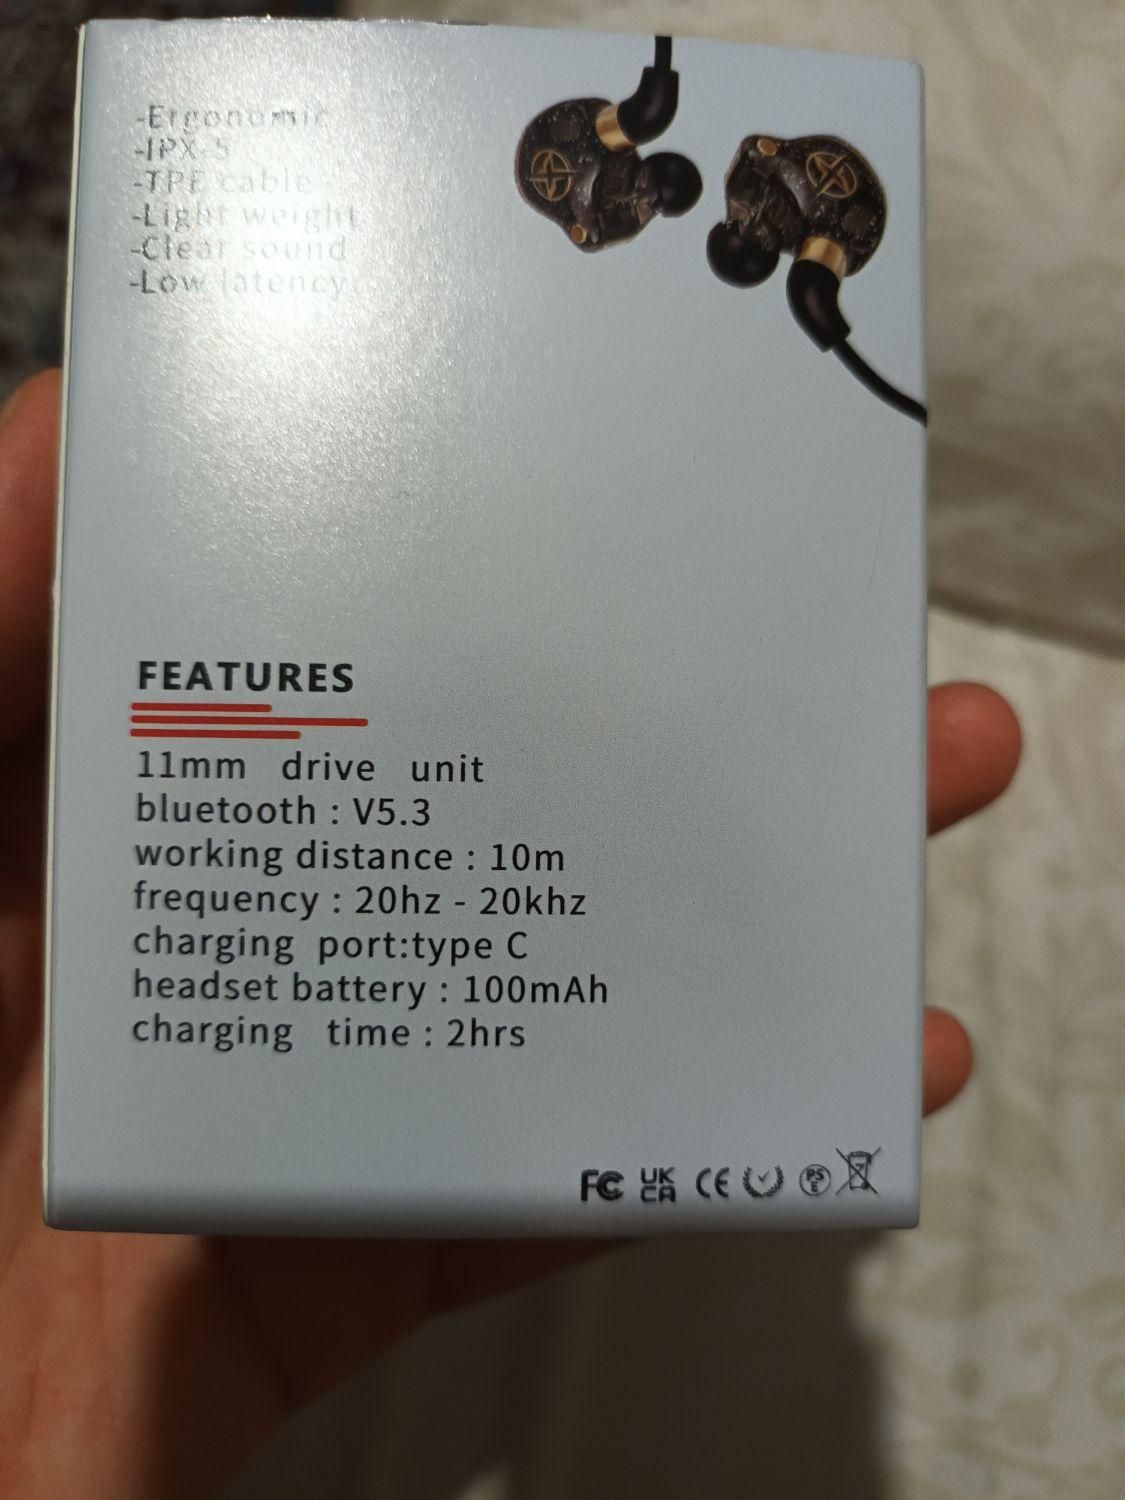 -Ergonomic
-IPX-5
-TPE cable
-Light weight
-Clear sound
-Low latency
FEATURES
11mm drive unit
bluetooth : V5.3
working distance : 10m
frequency : 20hz - 20khz
charging port:type C
headset battery : 100mAh
charging time : 2hrs
FC UK CA CE PS E